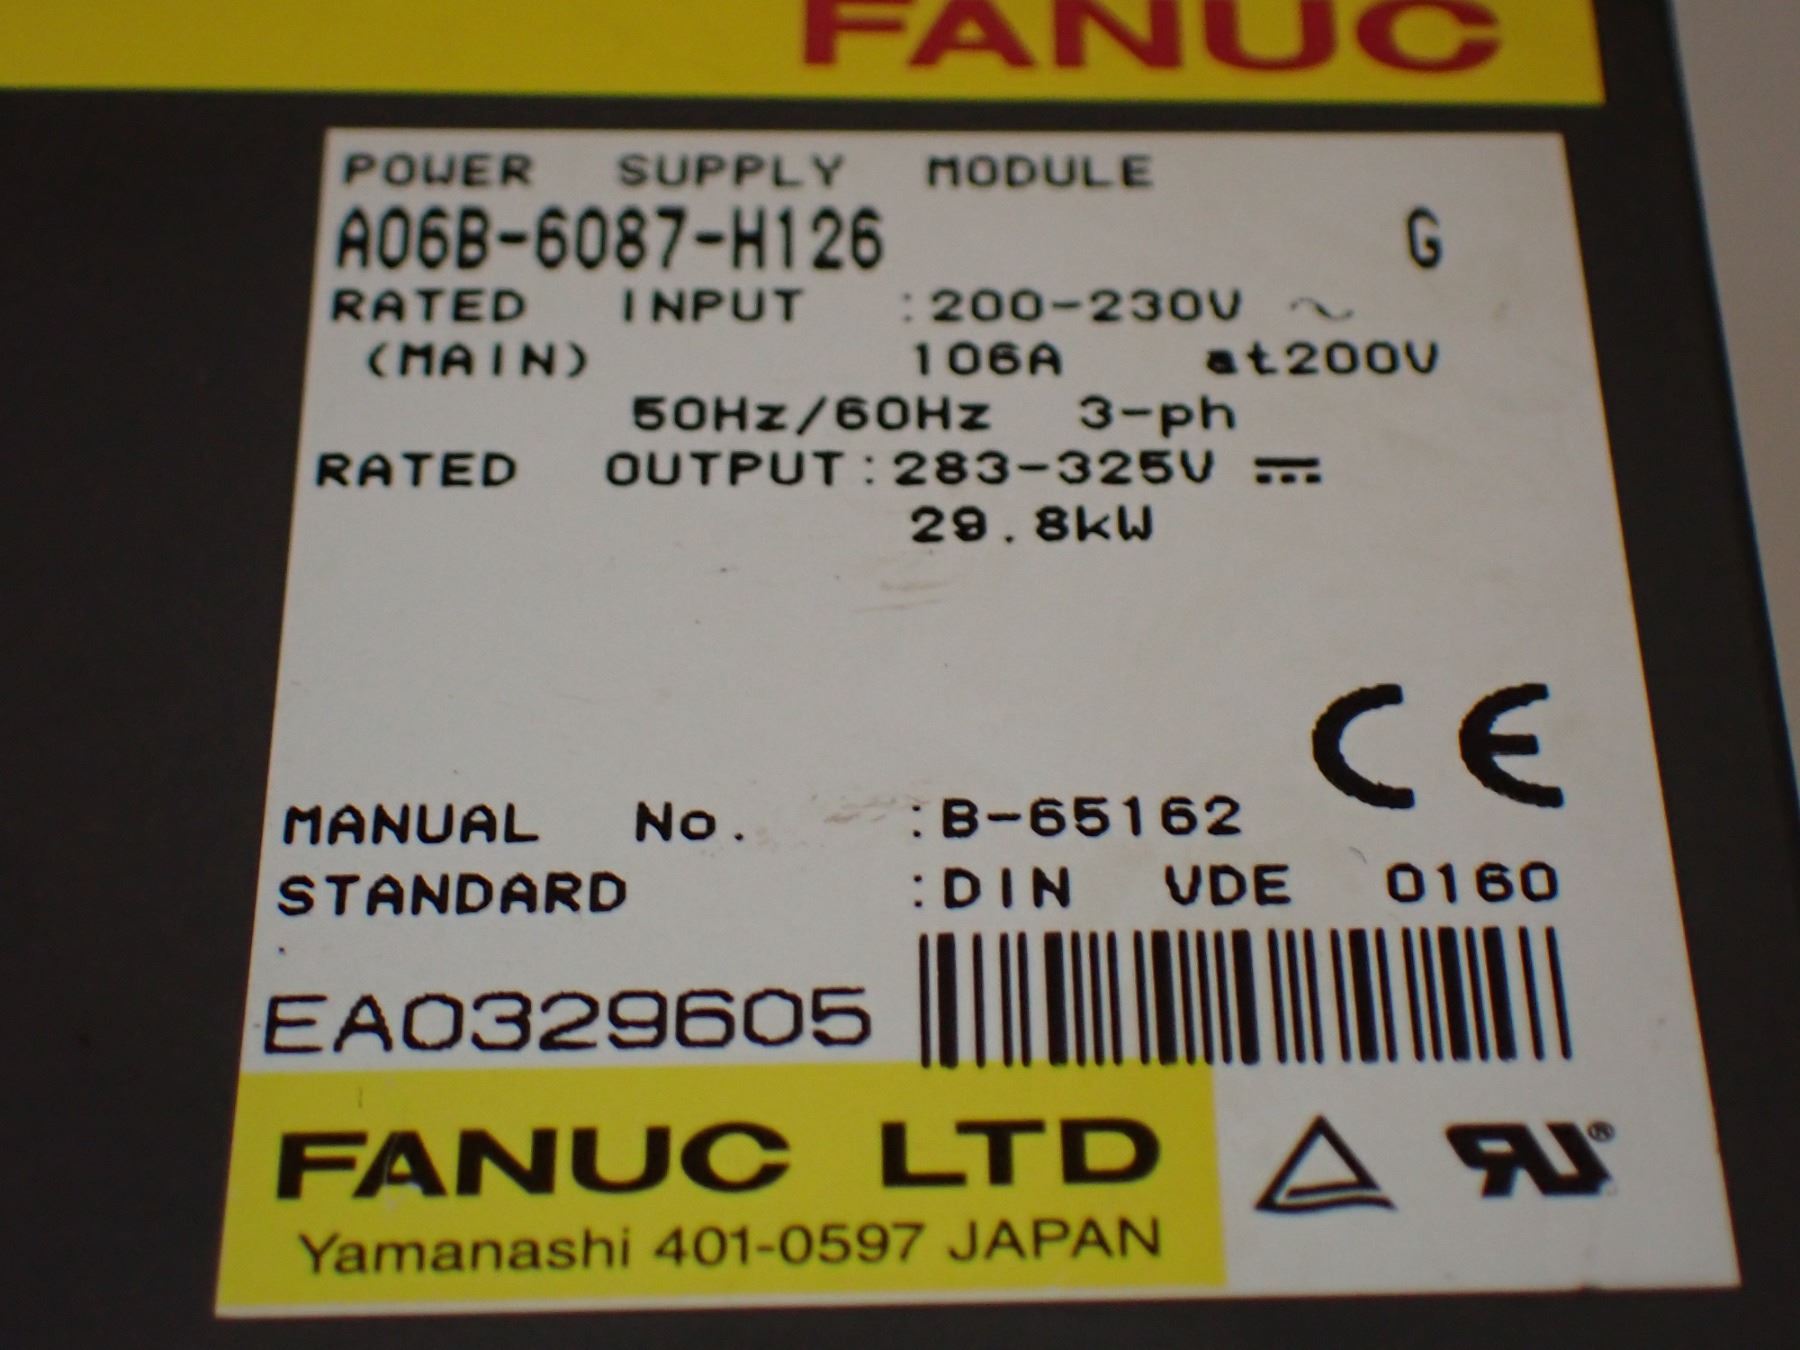 FANUC
POWER SUPPLY MODULE
A06B-6087-H126 G
RATED INPUT :200-230V ~
(MAIN) 106A at200V
50Hz/60Hz 3-ph
RATED OUTPUT:283-325V ⎓
29.8kW
CE
MANUAL No. :B-65162
STANDARD :DIN VDE 0160
EA0329605
FANUC LTD
Yamanashi 401-0597 JAPAN
RU®